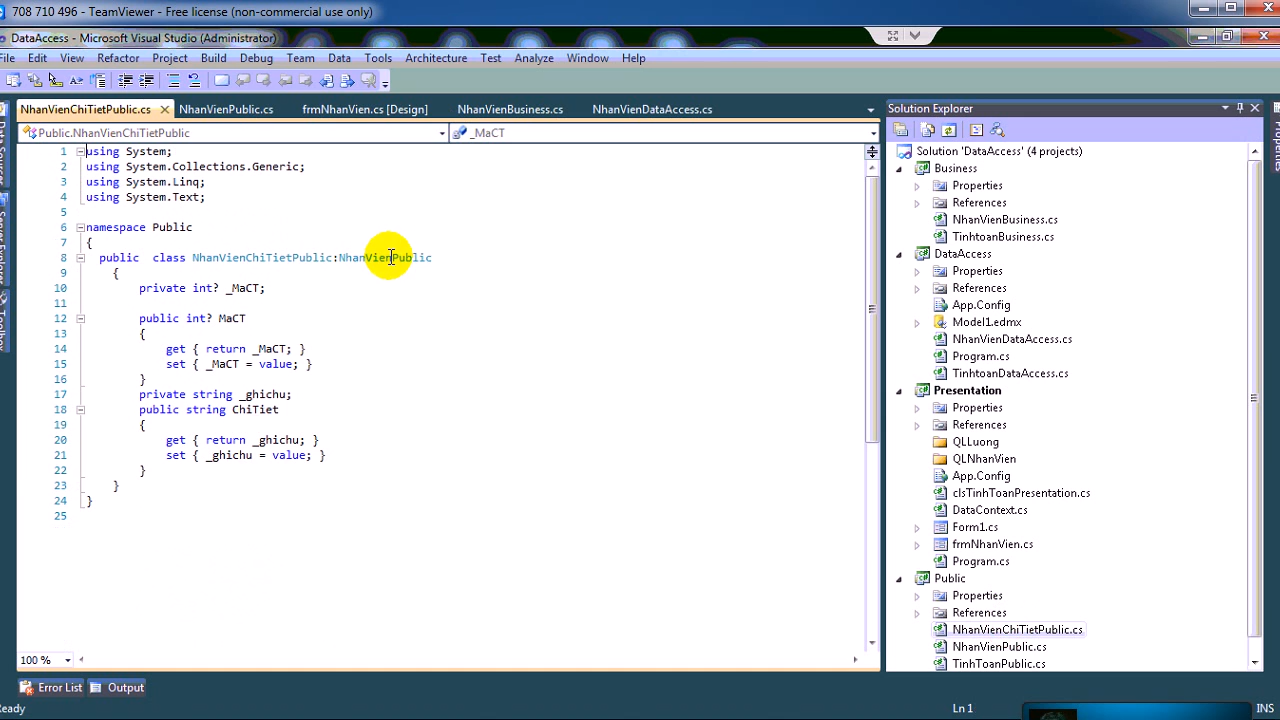 708 710 496 - TeamViewer - Free license (non-commercial use only)
DataAccess - Microsoft Visual Studio (Administrator)
File Edit View Refactor Project Build Debug Team Data Tools Architecture Test Analyze Window Help
NhanVienChiTietPublic.cs NhanVienPublic.cs frmNhanVien.cs [Design] NhanVienBusiness.cs NhanVienDataAccess.cs
Public.NhanVienChiTietPublic _MaCT
1 using System;
2 using System.Collections.Generic;
3 using System.Linq;
4 using System.Text;
5
6 namespace Public
7 {
8 public class NhanVienChiTietPublic:NhanVienPublic
9 {
10 private int? _MaCT;
11
12 public int? MaCT
13 {
14 get { return _MaCT; }
15 set { _MaCT = value; }
16 }
17 private string _ghichu;
18 public string ChiTiet
19 {
20 get { return _ghichu; }
21 set { _ghichu = value; }
22 }
23 }
24 }
25
100 %
Solution Explorer
Solution 'DataAccess' (4 projects)
Business
Properties
References
NhanVienBusiness.cs
TinhtoanBusiness.cs
DataAccess
Properties
References
App.Config
Model1.edmx
NhanVienDataAccess.cs
Program.cs
TinhtoanDataAccess.cs
Presentation
Properties
References
QLLuong
QLNhanVien
App.Config
clsTinhToanPresentation.cs
DataContext.cs
Form1.cs
frmNhanVien.cs
Program.cs
Public
Properties
References
NhanVienChiTietPublic.cs
NhanVienPublic.cs
TinhToanPublic.cs
Data Sources
Server Explorer
Toolbox
Error List Output
Ready Ln 1 INS